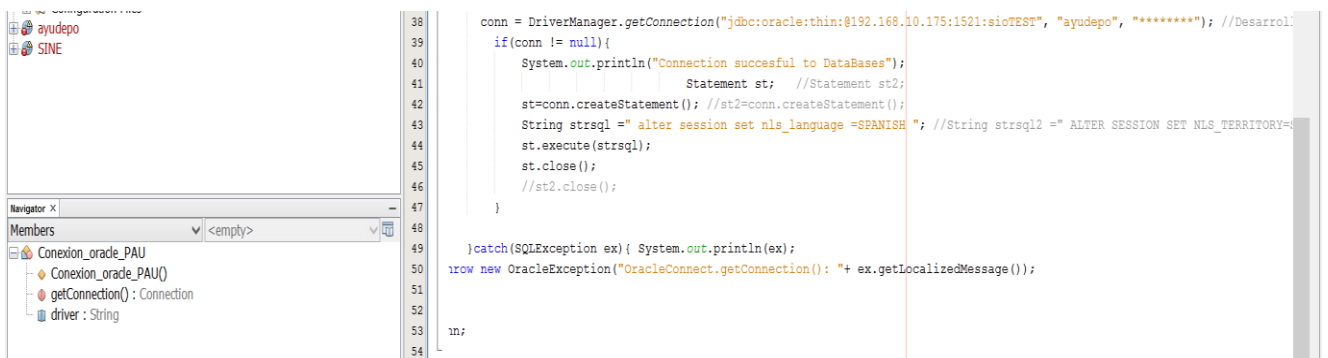 ayudepo
SINE
Navigator ×
Members
<empty>
Conexion_oracle_PAU
Conexion_oracle_PAU()
getConnection() : Connection
driver : String
38 conn = DriverManager.getConnection("jdbc:oracle:thin:@192.168.10.175:1521:sioTEST", "ayudepo", "********"); //Desarroll
39 if(conn != null){
40 System.out.println("Connection succesful to DataBases");
41 Statement st; //Statement st2;
42 st=conn.createStatement(); //st2=conn.createStatement();
43 String strsql =" alter session set nls_language =SPANISH "; //String strsql2 =" ALTER SESSION SET NLS_TERRITORY=
44 st.execute(strsql);
45 st.close();
46 //st2.close();
47 }
48
49 }catch(SQLException ex){ System.out.println(ex);
50 row new OracleException("OracleConnect.getConnection(): "+ ex.getLocalizedMessage());
51
52
53 nn;
54